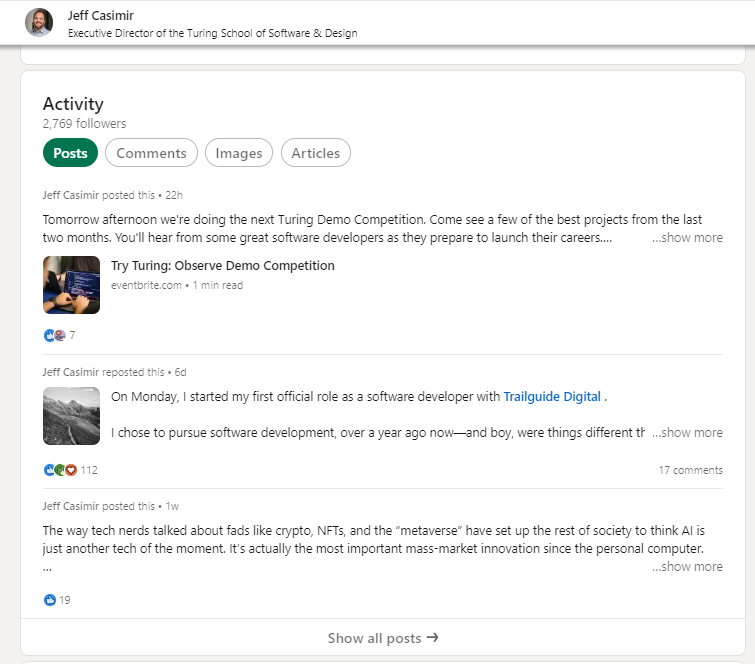 Jeff Casimir
Executive Director of the Turing School of Software & Design
Activity
2,769 followers
Posts
Comments
Images
Articles
Jeff Casimir posted this • 22h
Tomorrow afternoon we're doing the next Turing Demo Competition. Come see a few of the best projects from the last
two months. You'll hear from some great software developers as they prepare to launch their careers.... ...show more
Try Turing: Observe Demo Competition
eventbrite.com • 1 min read
7
Jeff Casimir reposted this • 6d
On Monday, I started my first official role as a software developer with Trailguide Digital .
I chose to pursue software development, over a year ago now—and boy, were things different ...show more
112
17 comments
Jeff Casimir posted this • 1w
The way tech nerds talked about fads like crypto, NFTs, and the “metaverse” have set up the rest of society to think AI is
just another tech of the moment. It’s actually the most important mass-market innovation since the personal computer.
... ...show more
19
Show all posts →